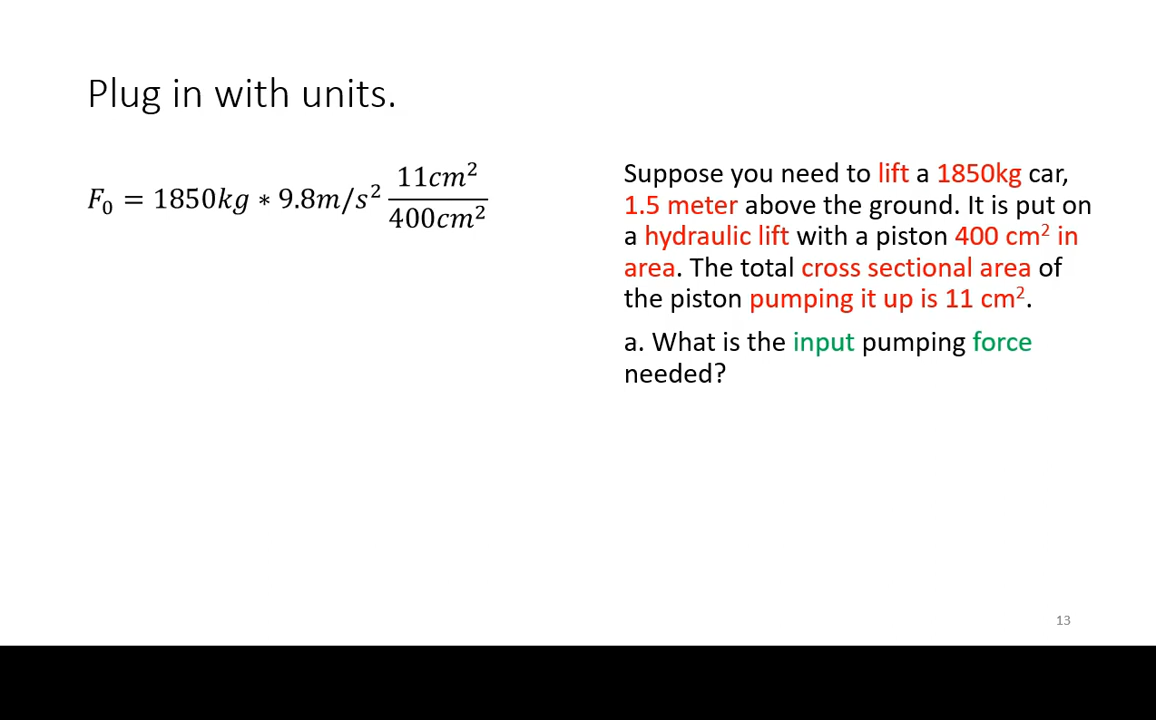 Plug in with units.
F₀ = 1850kg ∗ 9.8m/s² 11cm²/400cm²
Suppose you need to lift a 1850kg car,
1.5 meter above the ground. It is put on
a hydraulic lift with a piston 400 cm² in
area. The total cross sectional area of
the piston pumping it up is 11 cm².
a. What is the input pumping force
needed?
13